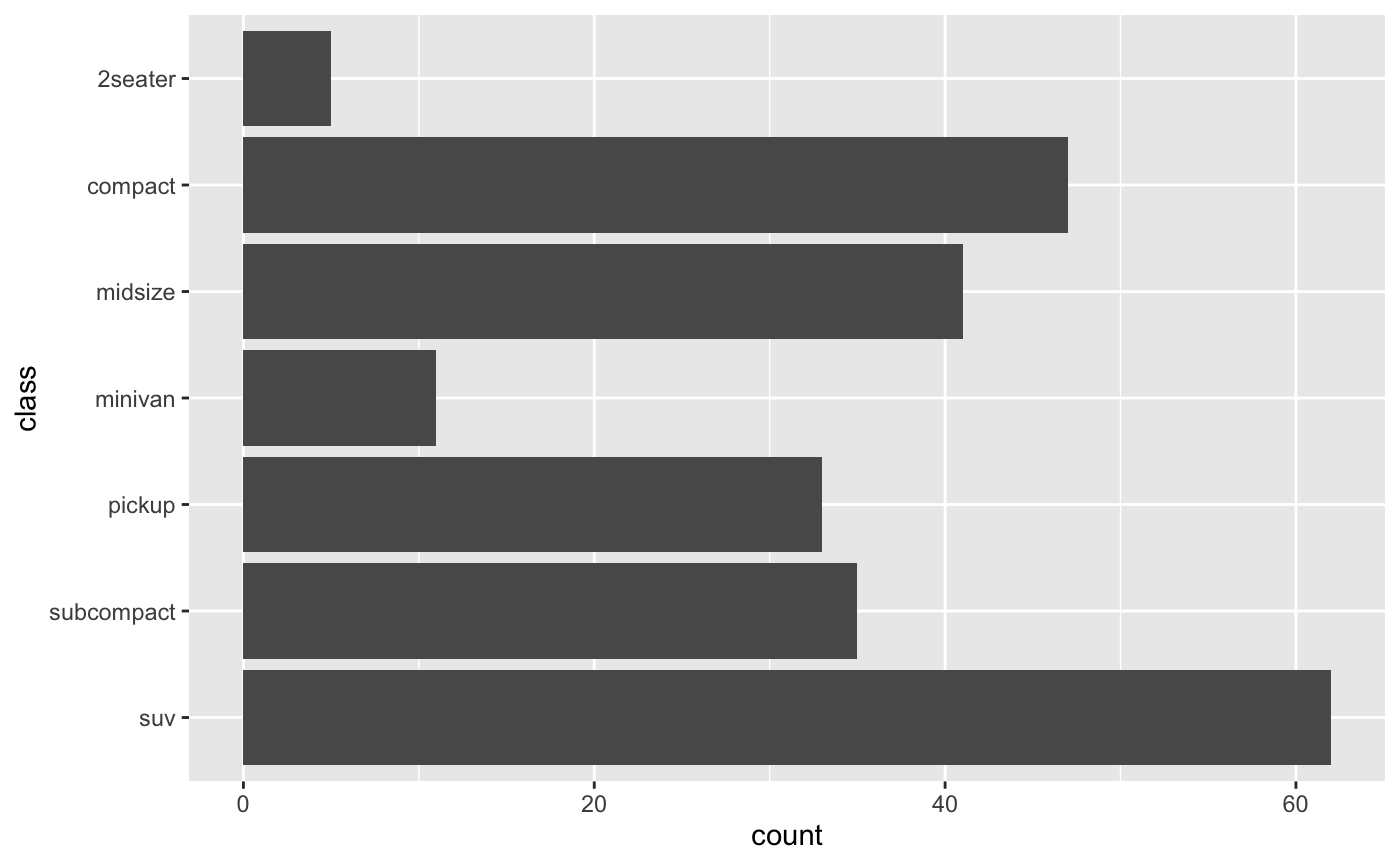 2seater
compact
midsize
minivan
pickup
subcompact
suv
class
0 20 40 60
count